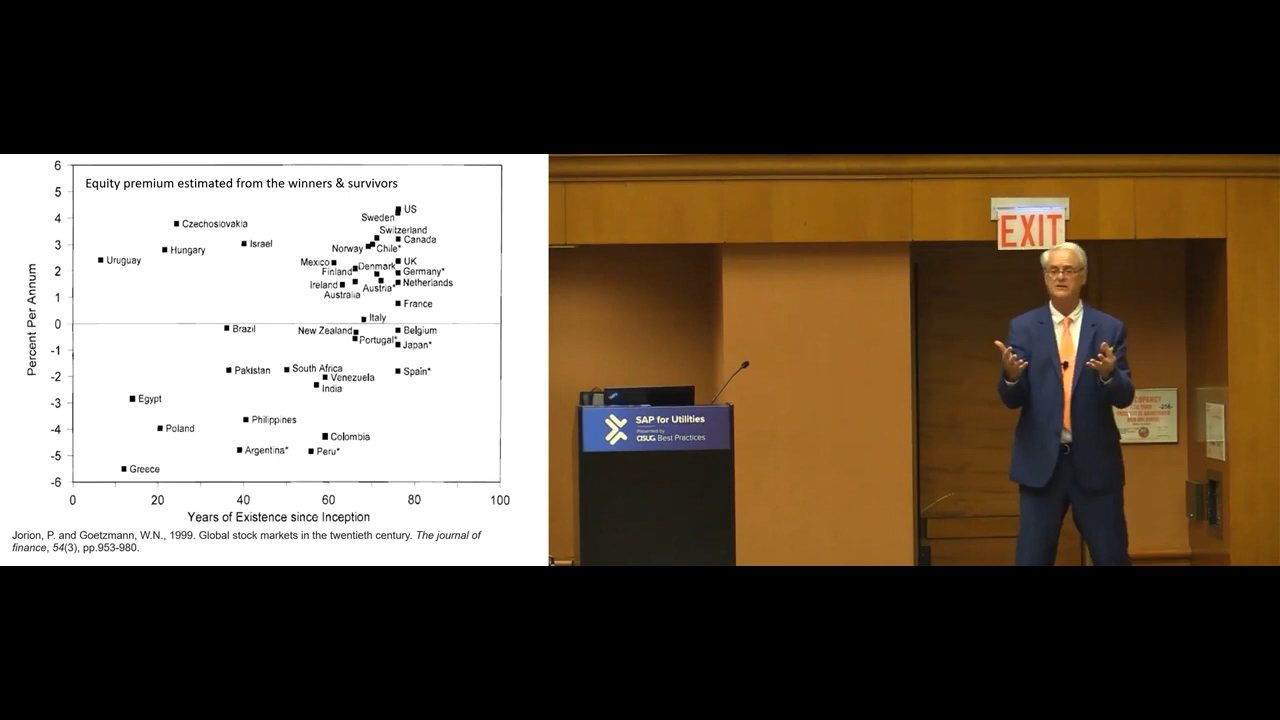 6
Equity premium estimated from the winners & survivors
5
US
4
Sweden
Czechoslovakia
Switzerland
Canada
3
Israel
Norway
Chile*
Hungary
Uruguay
Mexico
UK
2
Finland
Denmark
Germany*
Ireland
Austria*
Netherlands
Australia
1
France
Italy
0
Brazil
New Zealand
Belgium
Portugal*
Japan*
-1
Pakistan
South Africa
Spain*
-2
Venezuela
India
Egypt
-3
Philippines
Poland
-4
Colombia
Argentina*
Peru*
-5
Greece
-6
Percent Per Annum
0 20 40 60 80 100
Years of Existence since Inception
Jorion, P. and Goetzmann, W.N., 1999. Global stock markets in the twentieth century. The journal of
finance, 54(3), pp.953-980.
EXIT
SAP for Utilities
Presented by
ASUG Best Practices